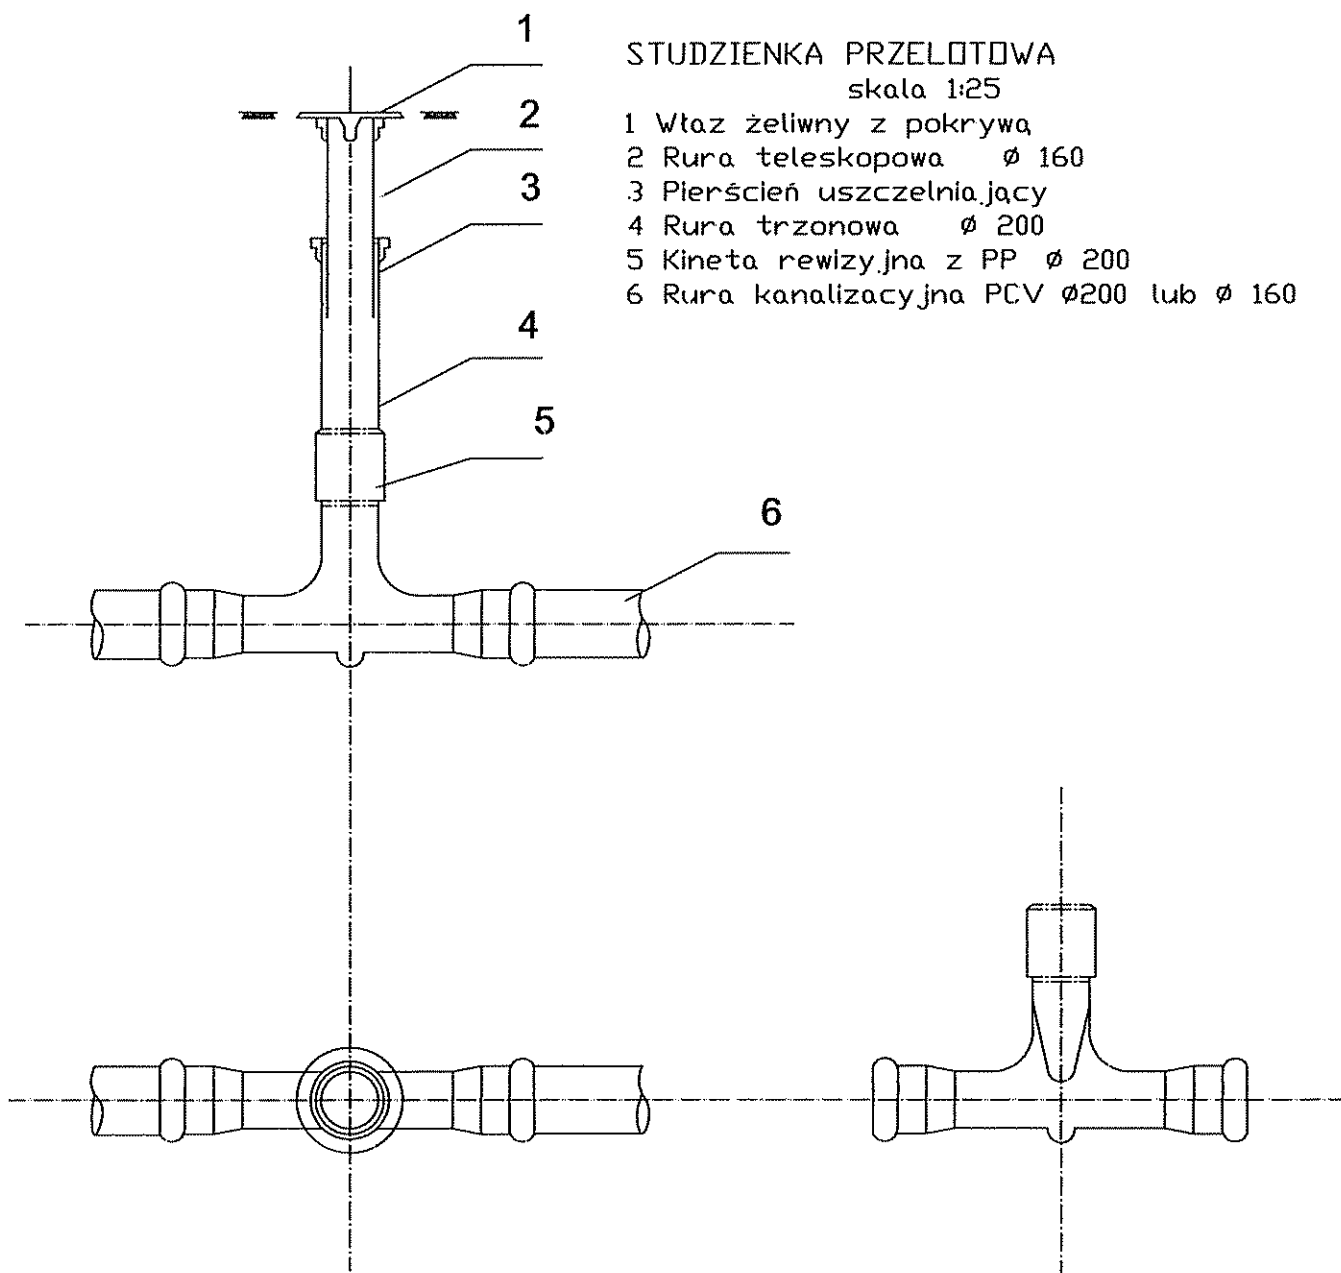 STUDZIENKA PRZELOTOWA
skala 1:25
1 Właz żeliwny z pokrywą
2 Rura teleskopowa ø 160
3 Pierścień uszczelniający
4 Rura trzonowa ø 200
5 Kineta rewizyjna z PP ø 200
6 Rura kanalizacyjna PCV ø200 lub ø 160
1
2
3
4
5
6